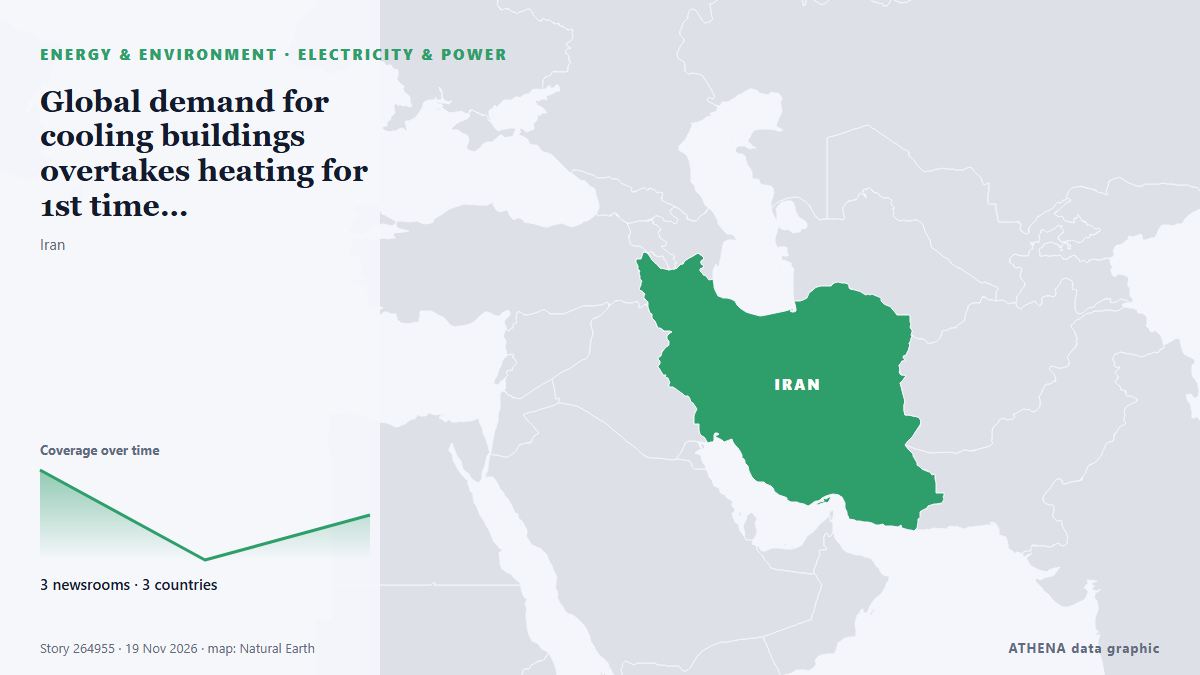 ENERGY & ENVIRONMENT · ELECTRICITY & POWER
Global demand for
cooling buildings
overtakes heating for
1st time...
Iran
IRAN
Coverage over time
3 newsrooms · 3 countries
Story 264955 · 19 Nov 2026 · map: Natural Earth
ATHENA data graphic